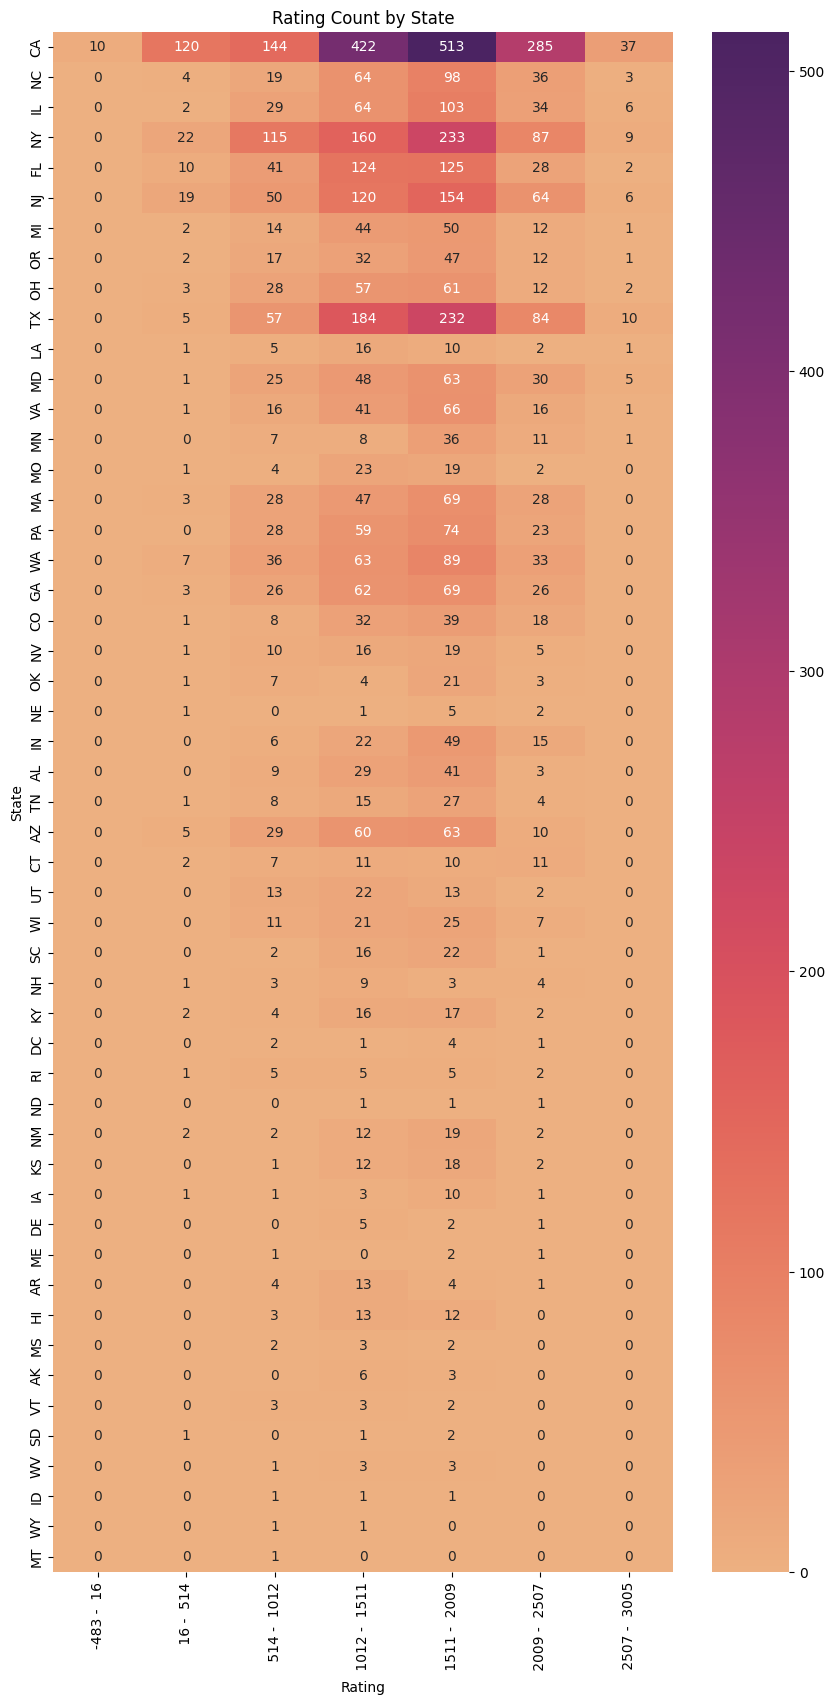 Rating Count by State
CA 10 120 144 422 513 285 37
NC 0 4 19 64 98 36 3
IL 0 2 29 64 103 34 6
NY 0 22 115 160 233 87 9
FL 0 10 41 124 125 28 2
NJ 0 19 50 120 154 64 6
MI 0 2 14 44 50 12 1
OR 0 2 17 32 47 12 1
OH 0 3 28 57 61 12 2
TX 0 5 57 184 232 84 10
LA 0 1 5 16 10 2 1
MD 0 1 25 48 63 30 5
VA 0 1 16 41 66 16 1
MN 0 0 7 8 36 11 1
MO 0 1 4 23 19 2 0
MA 0 3 28 47 69 28 0
PA 0 0 28 59 74 23 0
WA 0 7 36 63 89 33 0
GA 0 3 26 62 69 26 0
CO 0 1 8 32 39 18 0
NV 0 1 10 16 19 5 0
OK 0 1 7 4 21 3 0
NE 0 1 0 1 5 2 0
IN 0 0 6 22 49 15 0
AL 0 0 9 29 41 3 0
TN 0 1 8 15 27 4 0
AZ 0 5 29 60 63 10 0
CT 0 2 7 11 10 11 0
UT 0 0 13 22 13 2 0
WI 0 0 11 21 25 7 0
SC 0 0 2 16 22 1 0
NH 0 1 3 9 3 4 0
KY 0 2 4 16 17 2 0
DC 0 0 2 1 4 1 0
RI 0 1 5 5 5 2 0
ND 0 0 0 1 1 1 0
NM 0 2 2 12 19 2 0
KS 0 0 1 12 18 2 0
IA 0 1 1 3 10 1 0
DE 0 0 0 5 2 1 0
ME 0 0 1 0 2 1 0
AR 0 0 4 13 4 1 0
HI 0 0 3 13 12 0 0
MS 0 0 2 3 2 0 0
AK 0 0 0 6 3 0 0
VT 0 0 3 3 2 0 0
SD 0 1 0 1 2 0 0
WV 0 0 1 3 3 0 0
ID 0 0 1 1 1 0 0
WY 0 0 1 1 0 0 0
MT 0 0 1 0 0 0 0
State
-483 - 16
16 - 514
514 - 1012
1012 - 1511
1511 - 2009
2009 - 2507
2507 - 3005
Rating
500
400
300
200
100
0